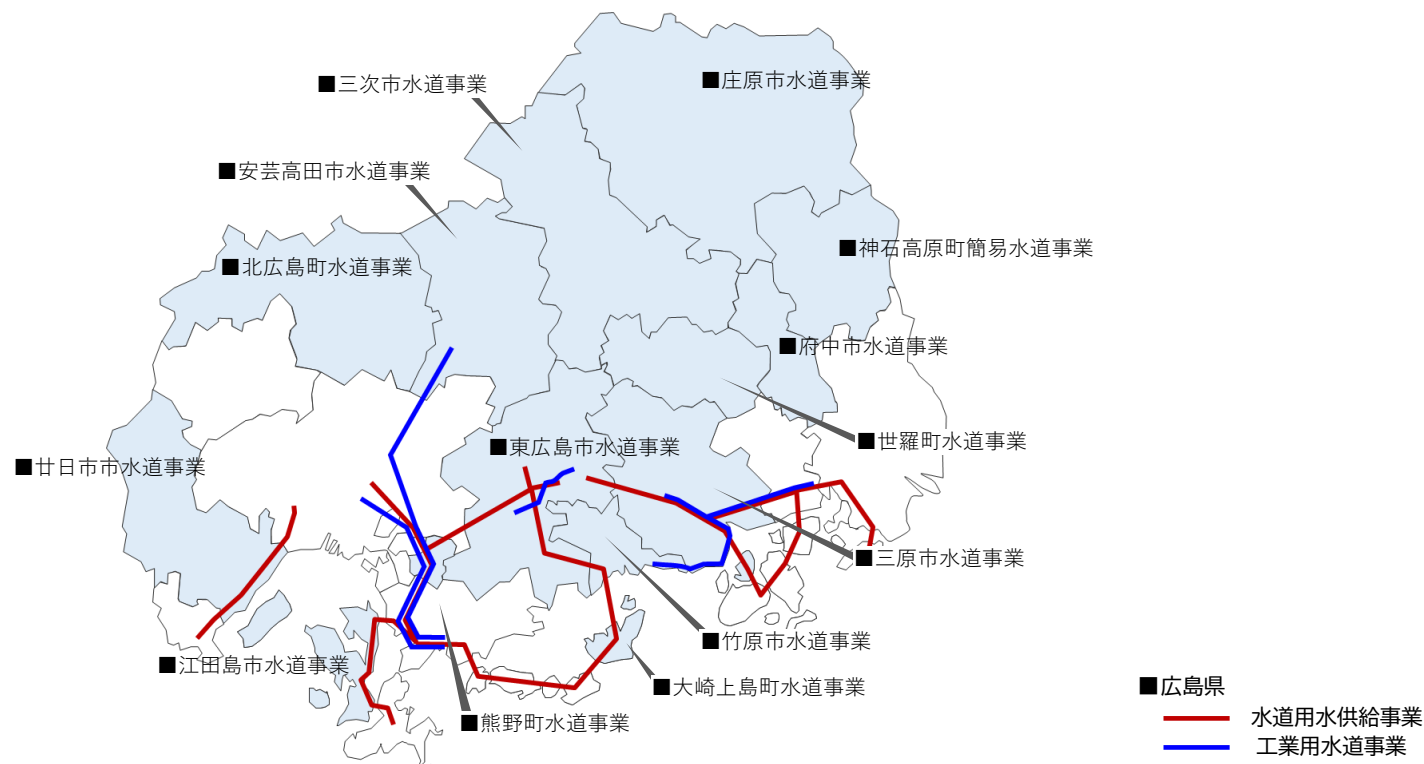 ■庄原市水道事業
■三次市水道事業
■安芸高田市水道事業
■神石高原町簡易水道事業
■北広島町水道事業
■府中市水道事業
■世羅町水道事業
■東広島市水道事業
■廿日市市水道事業
■三原市水道事業
■竹原市水道事業
■江田島市水道事業
■大崎上島町水道事業
■熊野町水道事業
■広島県
水道用水供給事業
工業用水道事業